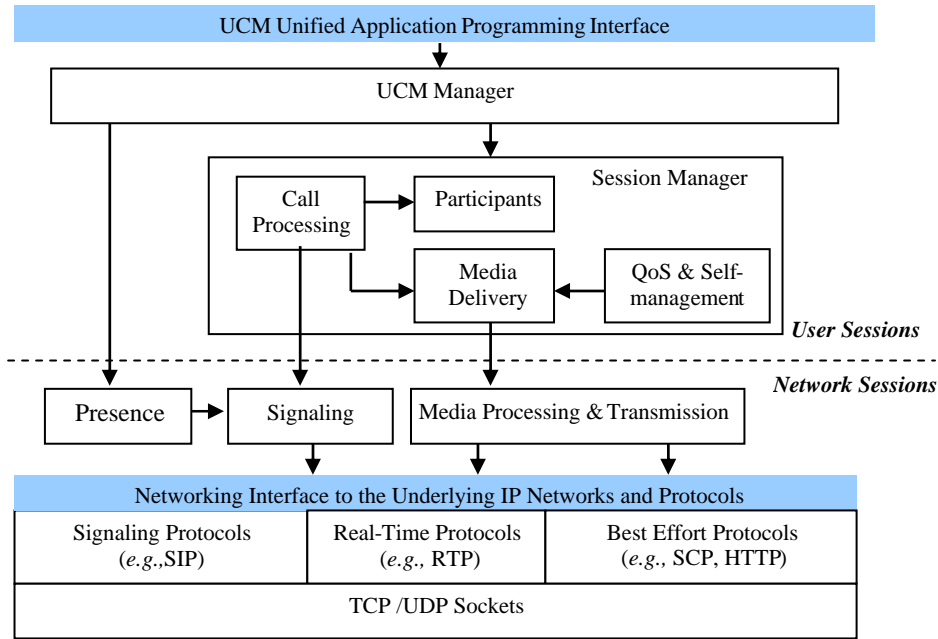 UCM Unified Application Programming Interface
UCM Manager
Session Manager
Call
Processing
Participants
Media
Delivery
QoS & Self-
management
User Sessions
Network Sessions
Presence
Signaling
Media Processing & Transmission
Networking Interface to the Underlying IP Networks and Protocols
Signaling Protocols
(e.g.,SIP)
Real-Time Protocols
(e.g., RTP)
Best Effort Protocols
(e.g., SCP, HTTP)
TCP /UDP Sockets